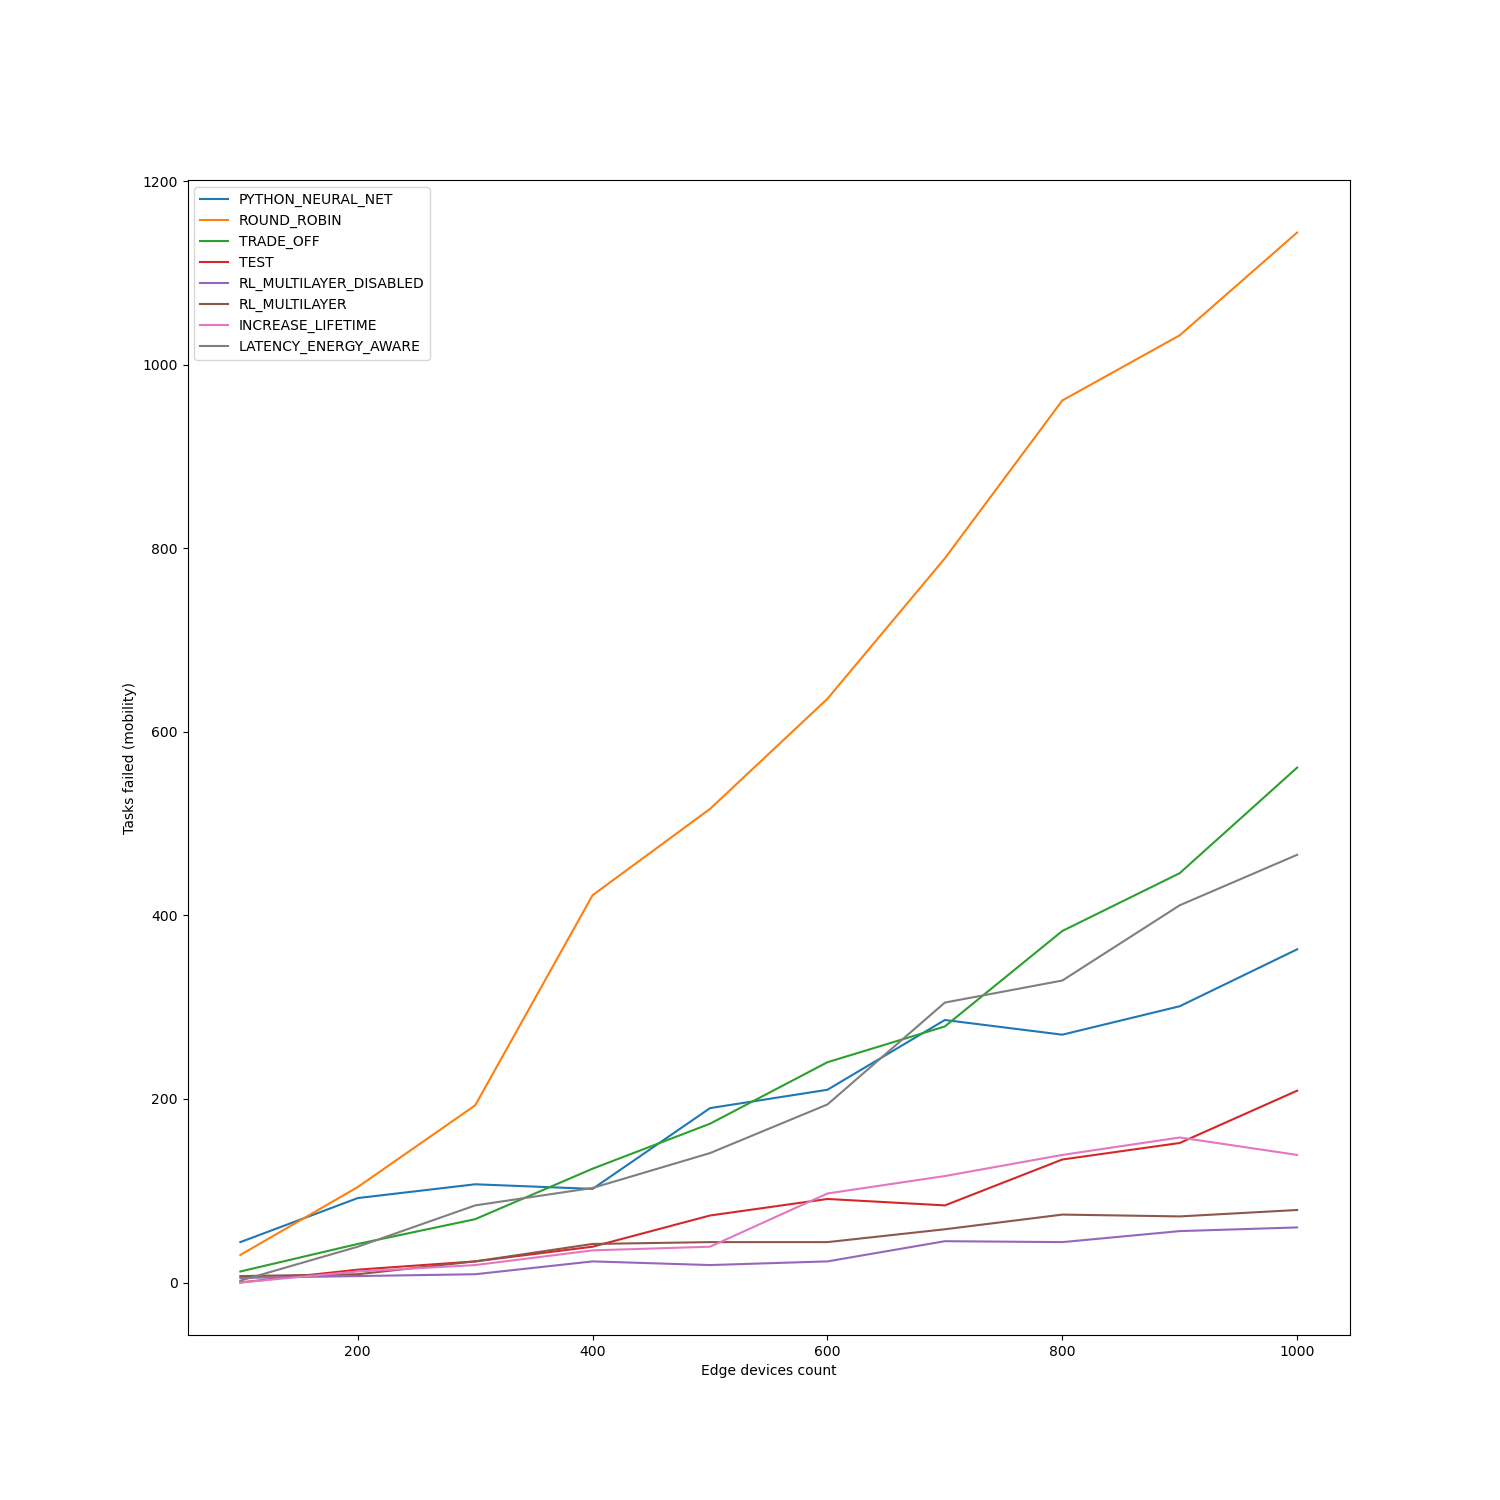 1200
1000
800
600
400
200
0
Tasks failed (mobility)
PYTHON_NEURAL_NET
ROUND_ROBIN
TRADE_OFF
TEST
RL_MULTILAYER_DISABLED
RL_MULTILAYER
INCREASE_LIFETIME
LATENCY_ENERGY_AWARE
200 400 600 800 1000
Edge devices count